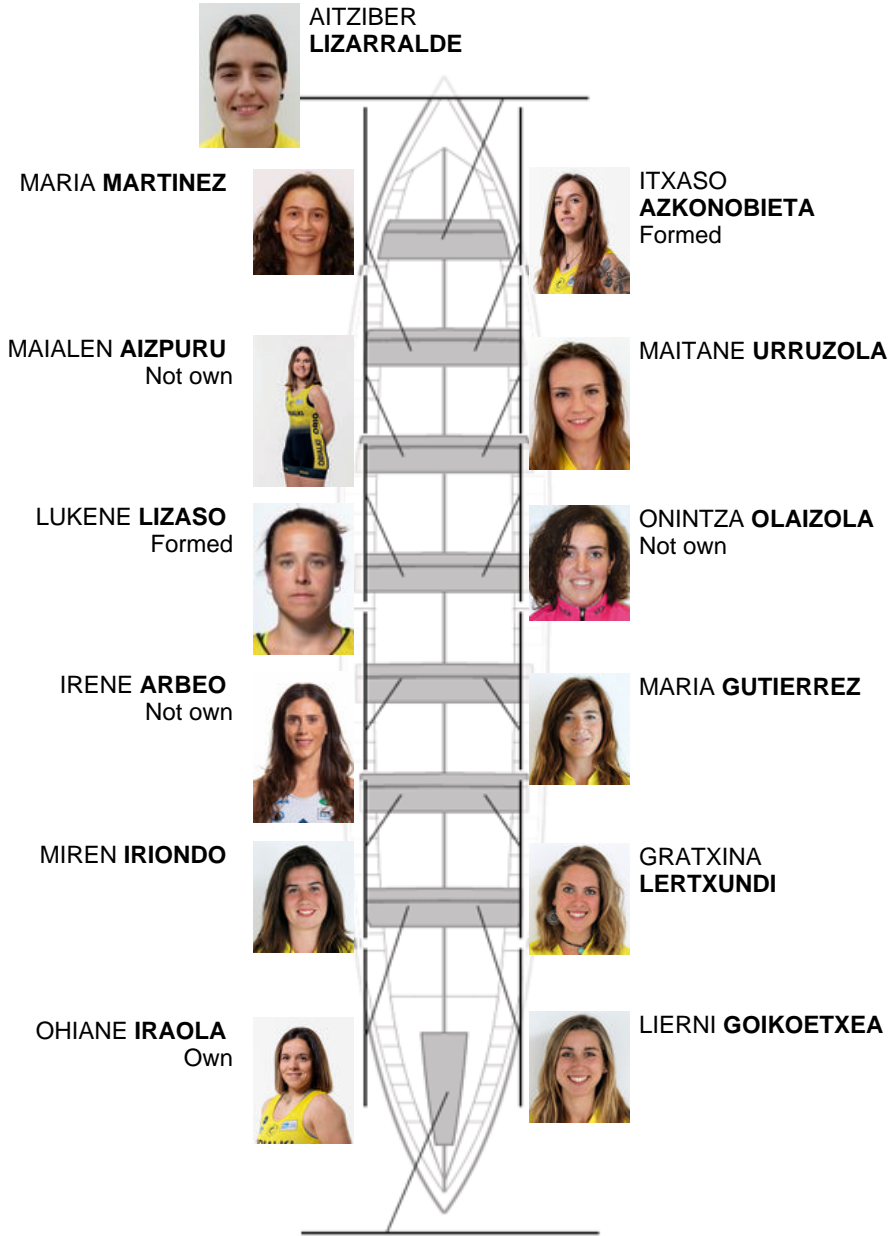 AITZIBER
LIZARRALDE
MARIA MARTINEZ
ITXASO
AZKONOBIETA
Formed
MAIALEN AIZPURU
Not own
MAITANE URRUZOLA
LUKENE LIZASO
Formed
ONINTZA OLAIZOLA
Not own
IRENE ARBEO
Not own
MARIA GUTIERREZ
MIREN IRIONDO
GRATXINA
LERTXUNDI
OHIANE IRAOLA
Own
LIERNI GOIKOETXEA